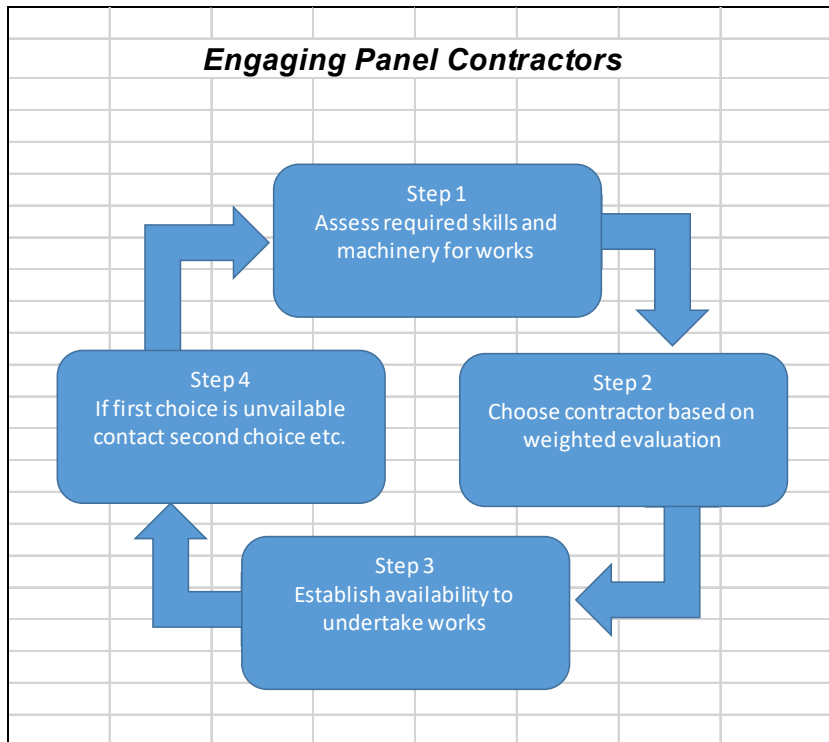 Engaging Panel Contractors
Step 1
Assess required skills and
machinery for works
Step 2
Choose contractor based on
weighted evaluation
Step 3
Establish availability to
undertake works
Step 4
If first choice is unvailable
contact second choice etc.